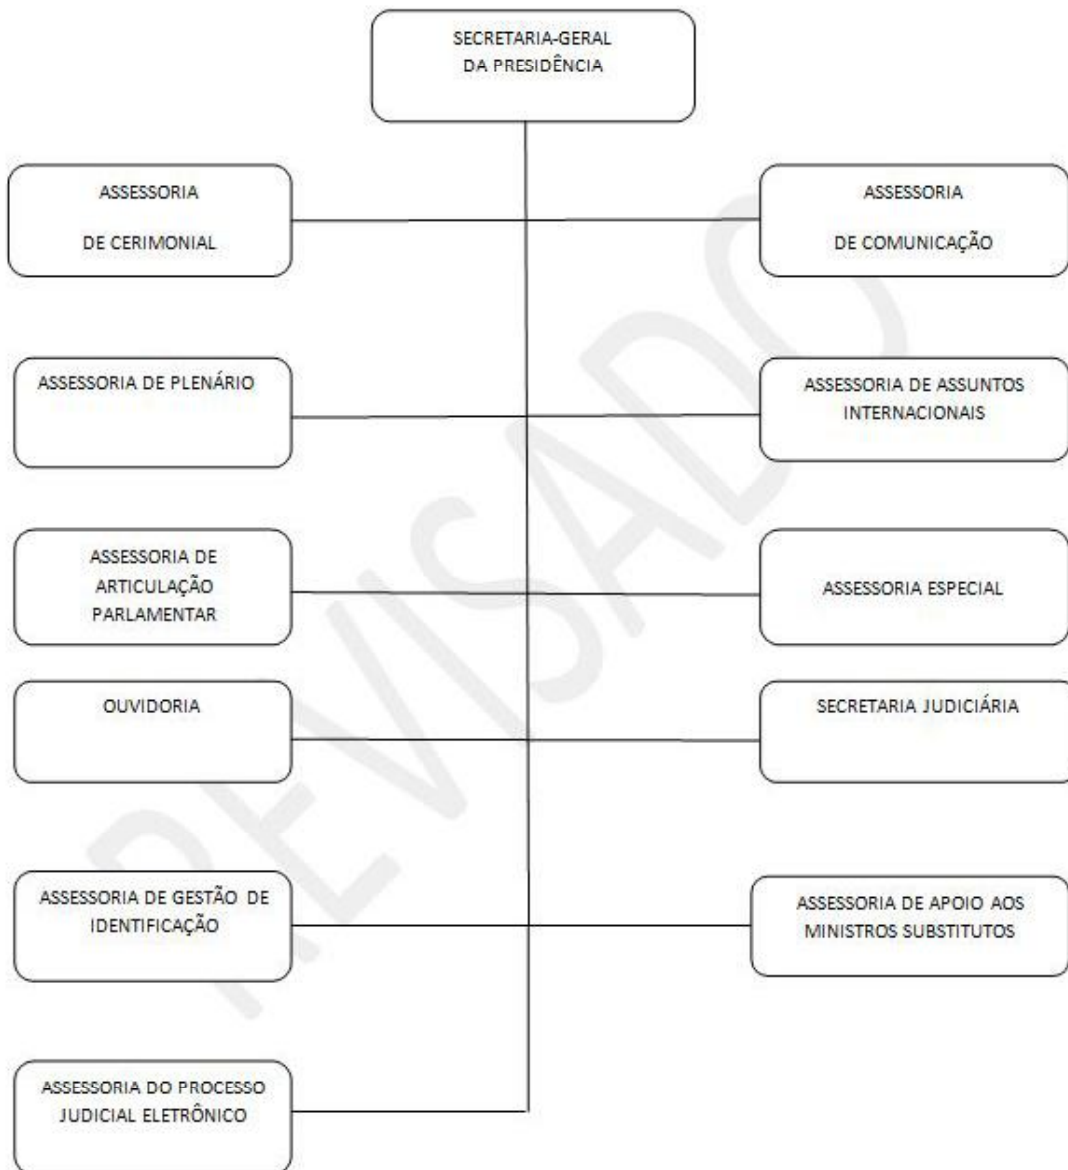 SECRETARIA-GERAL
DA PRESIDÊNCIA
ASSESSORIA
DE CERIMONIAL
ASSESSORIA
DE COMUNICAÇÃO
ASSESSORIA DE PLENÁRIO
ASSESSORIA DE ASSUNTOS
INTERNACIONAIS
ASSESSORIA DE
ARTICULAÇÃO
PARLAMENTAR
ASSESSORIA ESPECIAL
OUVIDORIA
SECRETARIA JUDICIÁRIA
ASSESSORIA DE GESTÃO DE
IDENTIFICAÇÃO
ASSESSORIA DE APOIO AOS
MINISTROS SUBSTITUTOS
ASSESSORIA DO PROCESSO
JUDICIAL ELETRÔNICO
REVISADO